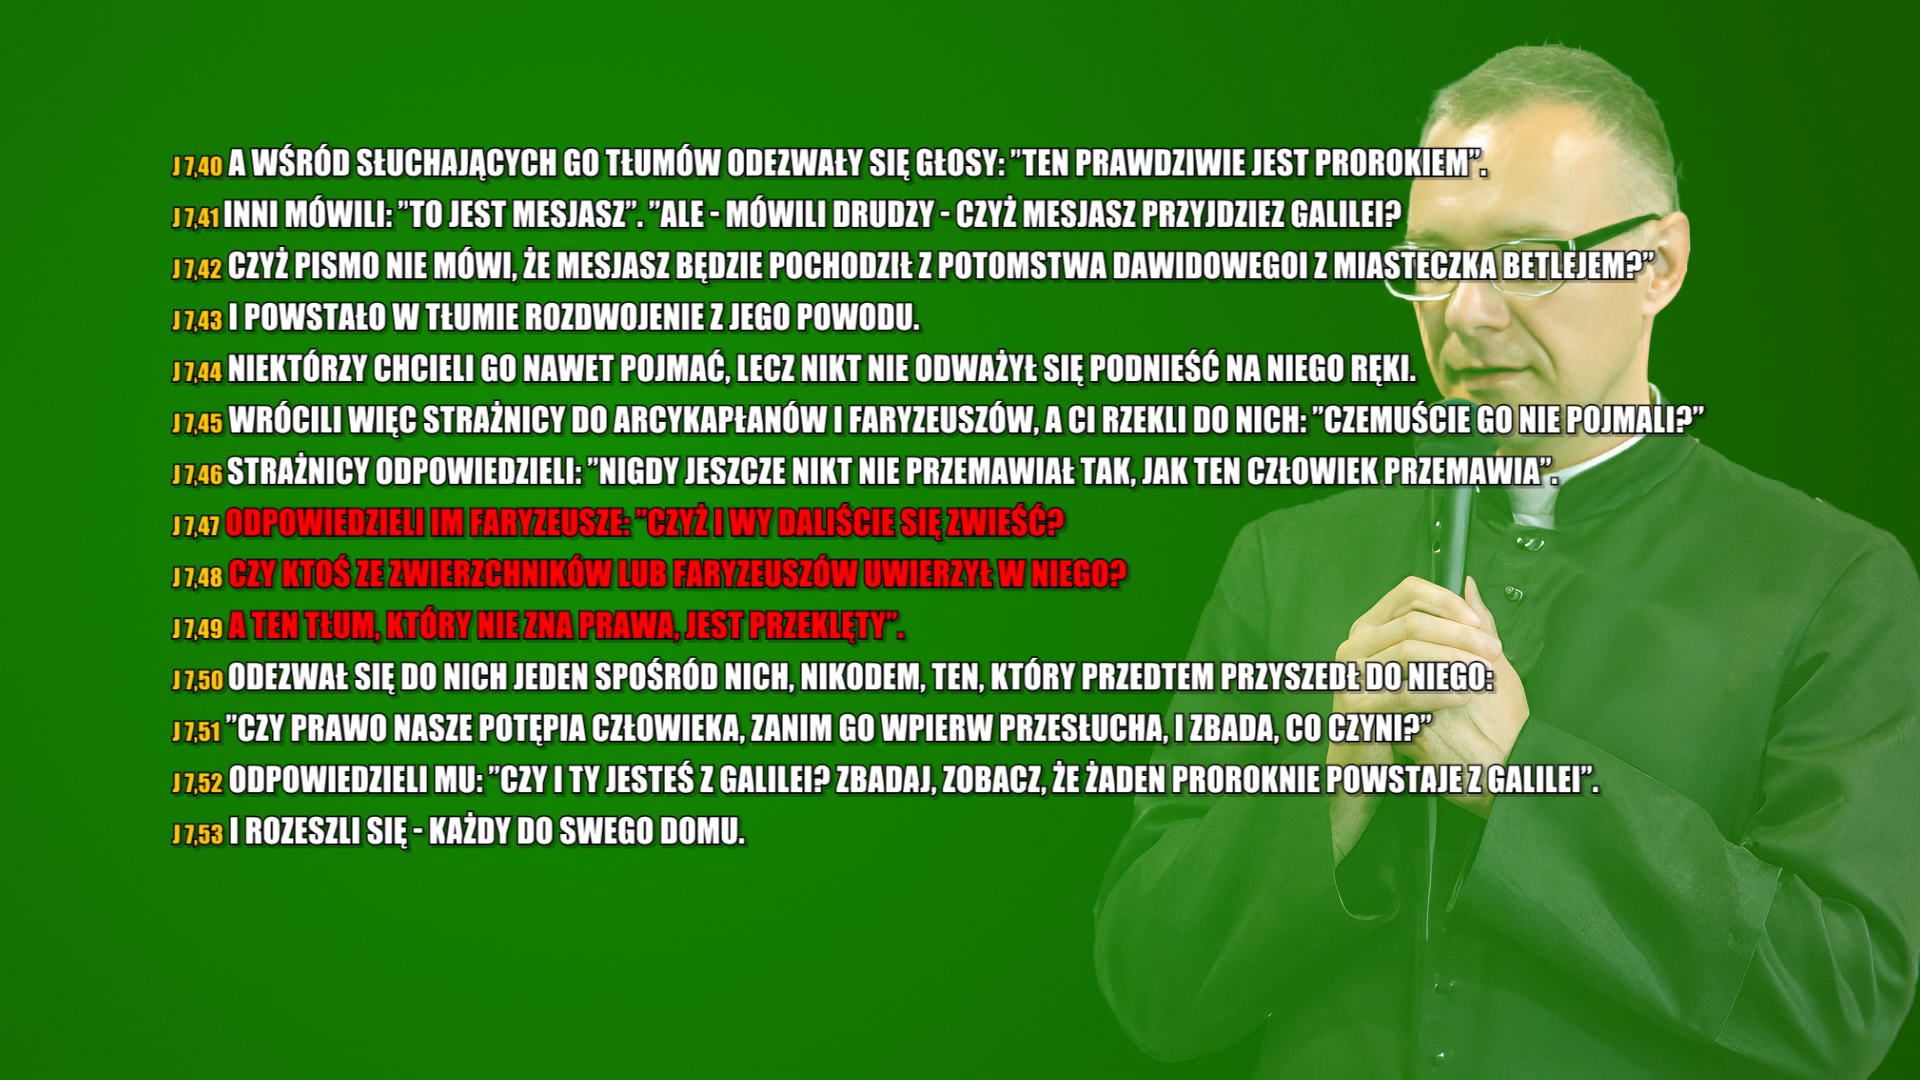 J 7,40 A WŚRÓD SŁUCHAJĄCYCH GO TŁUMÓW ODEZWAŁY SIĘ GŁOSY: ”TEN PRAWDZIWIE JEST PROROKIEM”.
J 7,41 INNI MÓWILI: ”TO JEST MESJASZ”. ”ALE - MÓWILI DRUDZY - CZYŻ MESJASZ PRZYJDZIEZ GALILEI?
J 7,42 CZYŻ PISMO NIE MÓWI, ŻE MESJASZ BĘDZIE POCHODZIŁ Z POTOMSTWA DAWIDOWEGOI Z MIASTECZKA BETLEJEM?”
J 7,43 I POWSTAŁO W TŁUMIE ROZDWOJENIE Z JEGO POWODU.
J 7,44 NIEKTÓRZY CHCIELI GO NAWET POJMAĆ, LECZ NIKT NIE ODWAŻYŁ SIĘ PODNIEŚĆ NA NIEGO RĘKI.
J 7,45 WRÓCILI WIĘC STRAŻNICY DO ARCYKAPŁANÓW I FARYZEUSZÓW, A CI RZEKLI DO NICH: ”CZEMUŚCIE GO NIE POJMALI?”
J 7,46 STRAŻNICY ODPOWIEDZIELI: ”NIGDY JESZCZE NIKT NIE PRZEMAWIAŁ TAK, JAK TEN CZŁOWIEK PRZEMAWIA”.
J 7,47 ODPOWIEDZIELI IM FARYZEUSZE: ”CZYŻ I WY DALIŚCIE SIĘ ZWIEŚĆ?
J 7,48 CZY KTOŚ ZE ZWIERZCHNIKÓW LUB FARYZEUSZÓW UWIERZYŁ W NIEGO?
J 7,49 A TEN TŁUM, KTÓRY NIE ZNA PRAWA, JEST PRZEKLĘTY”.
J 7,50 ODEZWAŁ SIĘ DO NICH JEDEN SPOŚRÓD NICH, NIKODEM, TEN, KTÓRY PRZEDTEM PRZYSZEDŁ DO NIEGO:
J 7,51 ”CZY PRAWO NASZE POTĘPIA CZŁOWIEKA, ZANIM GO WPIERW PRZESŁUCHA, I ZBADA, CO CZYNI?”
J 7,52 ODPOWIEDZIELI MU: ”CZY I TY JESTEŚ Z GALILEI? ZBADAJ, ZOBACZ, ŻE ŻADEN PROROKNIE POWSTAJE Z GALILEI”.
J 7,53 I ROZESZLI SIĘ - KAŻDY DO SWEGO DOMU.